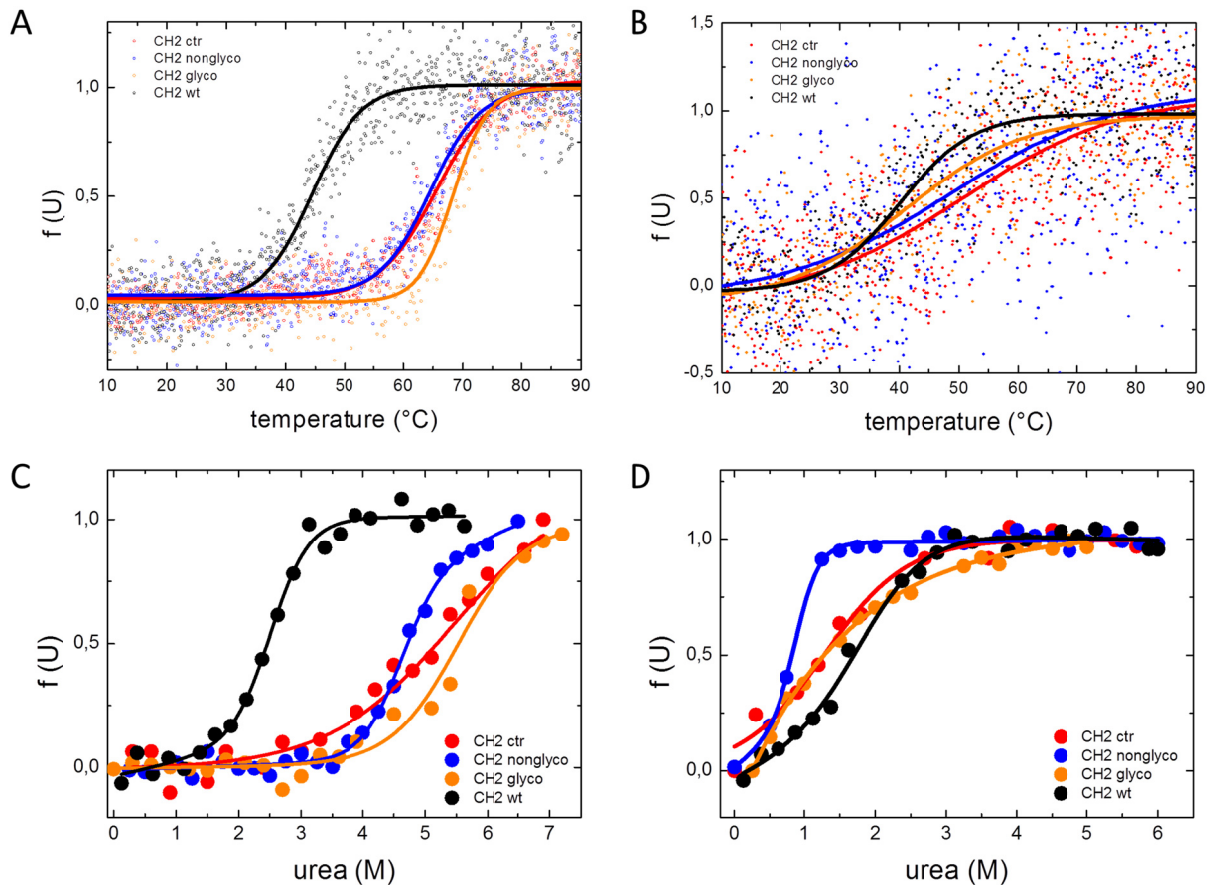 A
CH2 ctr
CH2 nonglyco
CH2 glyco
CH2 wt
1,0
0,5
0,0
f (U)
10 20 30 40 50 60 70 80 90
temperature (°C)
B
CH2 ctr
CH2 nonglyco
CH2 glyco
CH2 wt
1,5
1,0
0,5
0,0
-0,5
f (U)
10 20 30 40 50 60 70 80 90
temperature (°C)
C
1,0
0,5
0,0
f (U)
CH2 ctr
CH2 nonglyco
CH2 glyco
CH2 wt
0 1 2 3 4 5 6 7
urea (M)
D
1,0
0,5
0,0
f (U)
CH2 ctr
CH2 nonglyco
CH2 glyco
CH2 wt
0 1 2 3 4 5 6
urea (M)